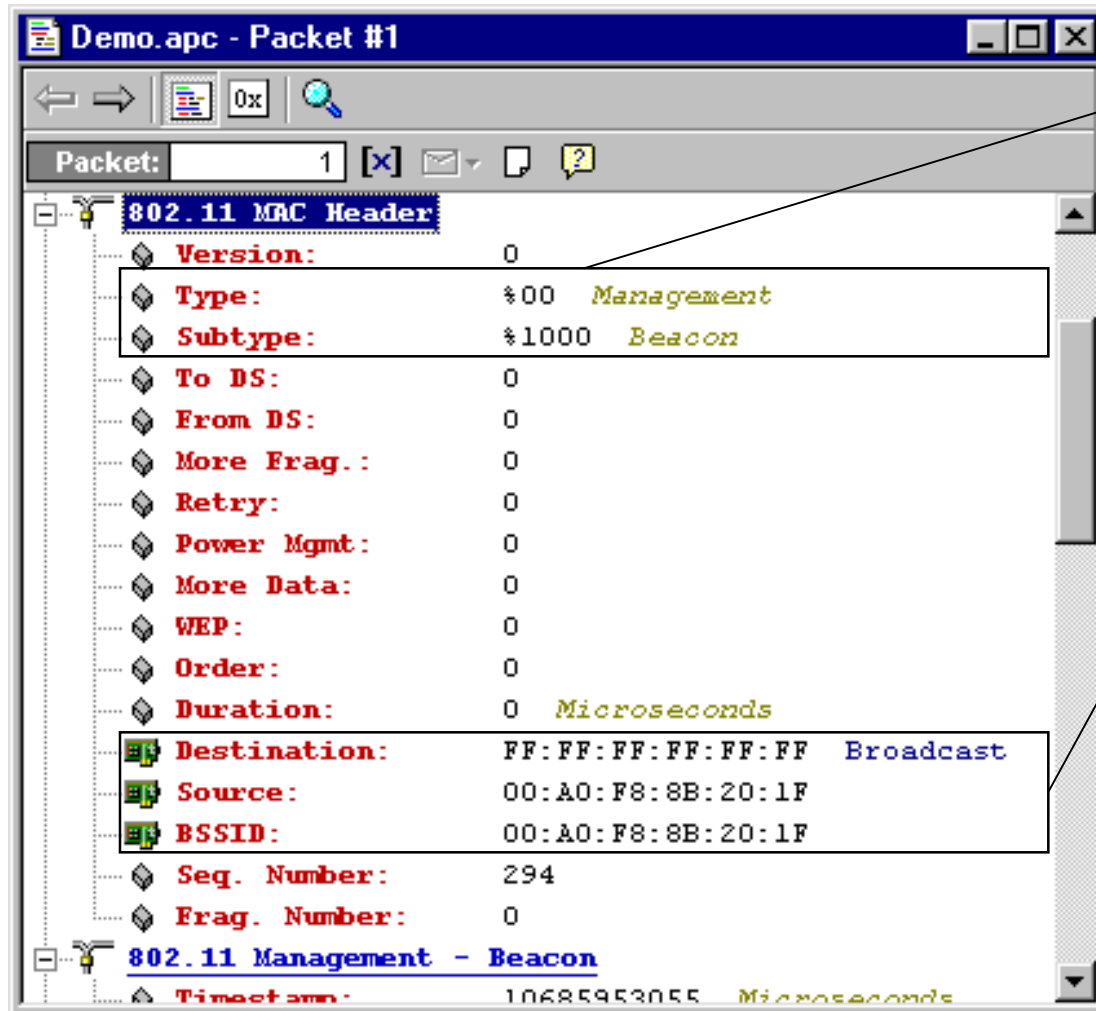 Demo.apc - Packet #1
0x
Packet: 1 [x]
802.11 MAC Header
Version: 0
Type: %00 Management
Subtype: %1000 Beacon
To DS: 0
From DS: 0
More Frag.: 0
Retry: 0
Power Mgmt: 0
More Data: 0
WEP: 0
Order: 0
Duration: 0 Microseconds
Destination: FF:FF:FF:FF:FF:FF Broadcast
Source: 00:A0:F8:8B:20:1F
BSSID: 00:A0:F8:8B:20:1F
Seq. Number: 294
Frag. Number: 0
802.11 Management - Beacon
Timestamp: 10685953055 Microseconds